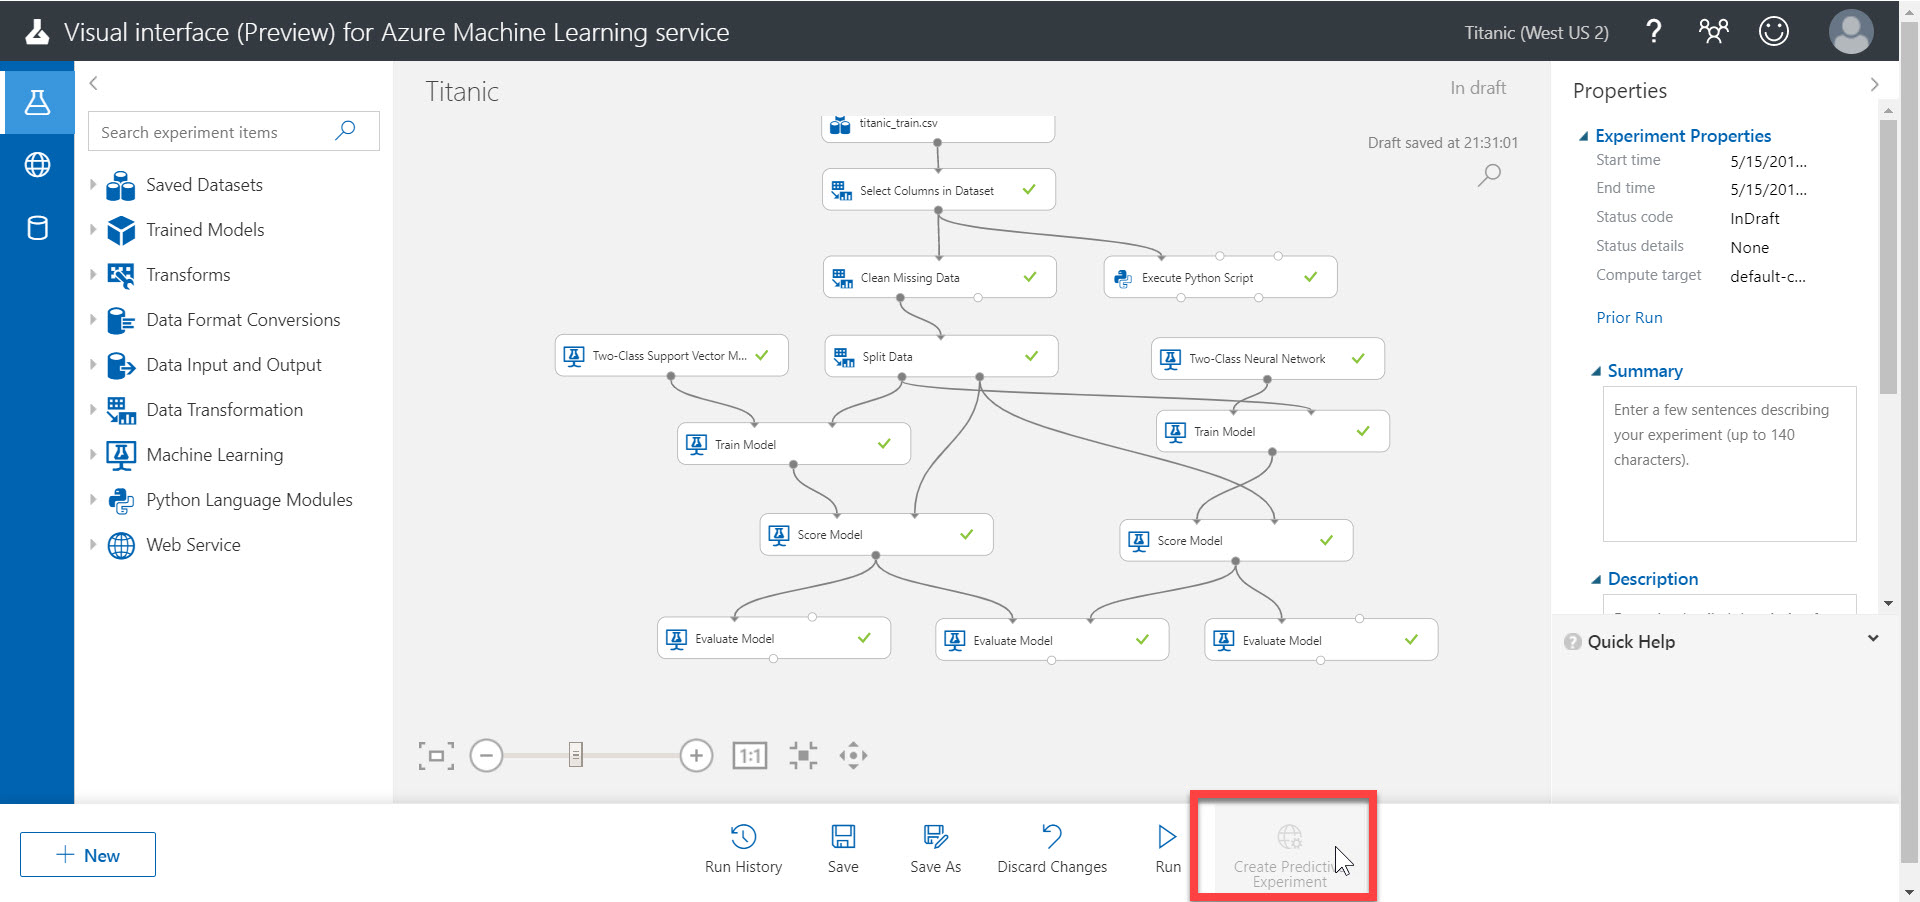 Visual interface (Preview) for Azure Machine Learning service
Titanic (West US 2)
?
Search experiment items
Saved Datasets
Trained Models
Transforms
Data Format Conversions
Data Input and Output
Data Transformation
Machine Learning
Python Language Modules
Web Service
Titanic
In draft
Draft saved at 21:31:01
titanic_train.csv
Select Columns in Dataset
Clean Missing Data
Execute Python Script
Two-Class Support Vector M...
Split Data
Two-Class Neural Network
Train Model
Train Model
Score Model
Score Model
Evaluate Model
Evaluate Model
Evaluate Model
1:1
Properties
Experiment Properties
Start time 5/15/201...
End time 5/15/201...
Status code InDraft
Status details None
Compute target default-c...
Prior Run
Summary
Enter a few sentences describing
your experiment (up to 140
characters).
Description
? Quick Help
New
Run History
Save
Save As
Discard Changes
Run
Create Predictiv
Experiment